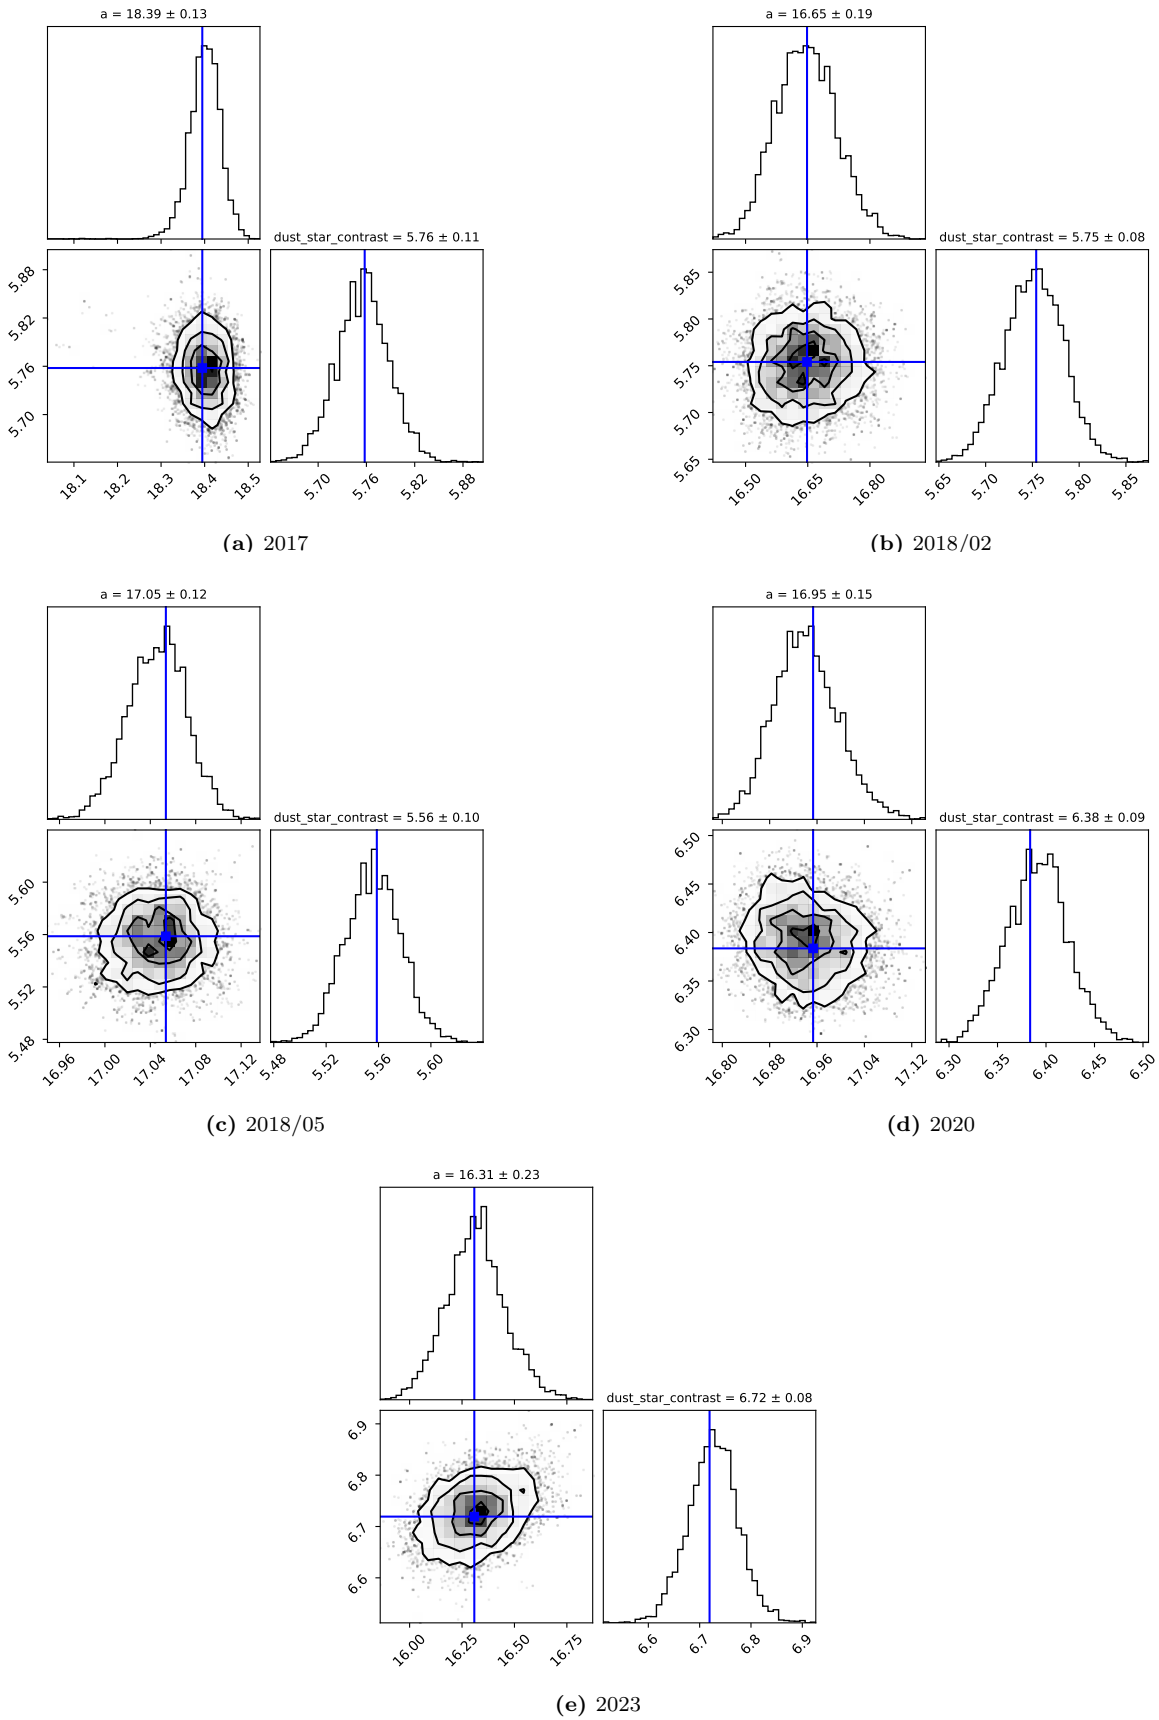 a = 18.39 ± 0.13
dust_star_contrast = 5.76 ± 0.11
5.88
5.82
5.76
5.70
18.1 18.2 18.3 18.4 18.5
5.70 5.76 5.82 5.88
(a) 2017
a = 16.65 ± 0.19
dust_star_contrast = 5.75 ± 0.08
5.85
5.80
5.75
5.70
5.65
16.50 16.65 16.80
5.65 5.70 5.75 5.80 5.85
(b) 2018/02
a = 17.05 ± 0.12
dust_star_contrast = 5.56 ± 0.10
5.60
5.56
5.52
5.48
16.96 17.00 17.04 17.08 17.12
5.48 5.52 5.56 5.60
(c) 2018/05
a = 16.95 ± 0.15
dust_star_contrast = 6.38 ± 0.09
6.50
6.45
6.40
6.35
6.30
16.80 16.88 16.96 17.04 17.12
6.30 6.35 6.40 6.45 6.50
(d) 2020
a = 16.31 ± 0.23
dust_star_contrast = 6.72 ± 0.08
6.9
6.8
6.7
6.6
16.00 16.25 16.50 16.75
6.6 6.7 6.8 6.9
(e) 2023